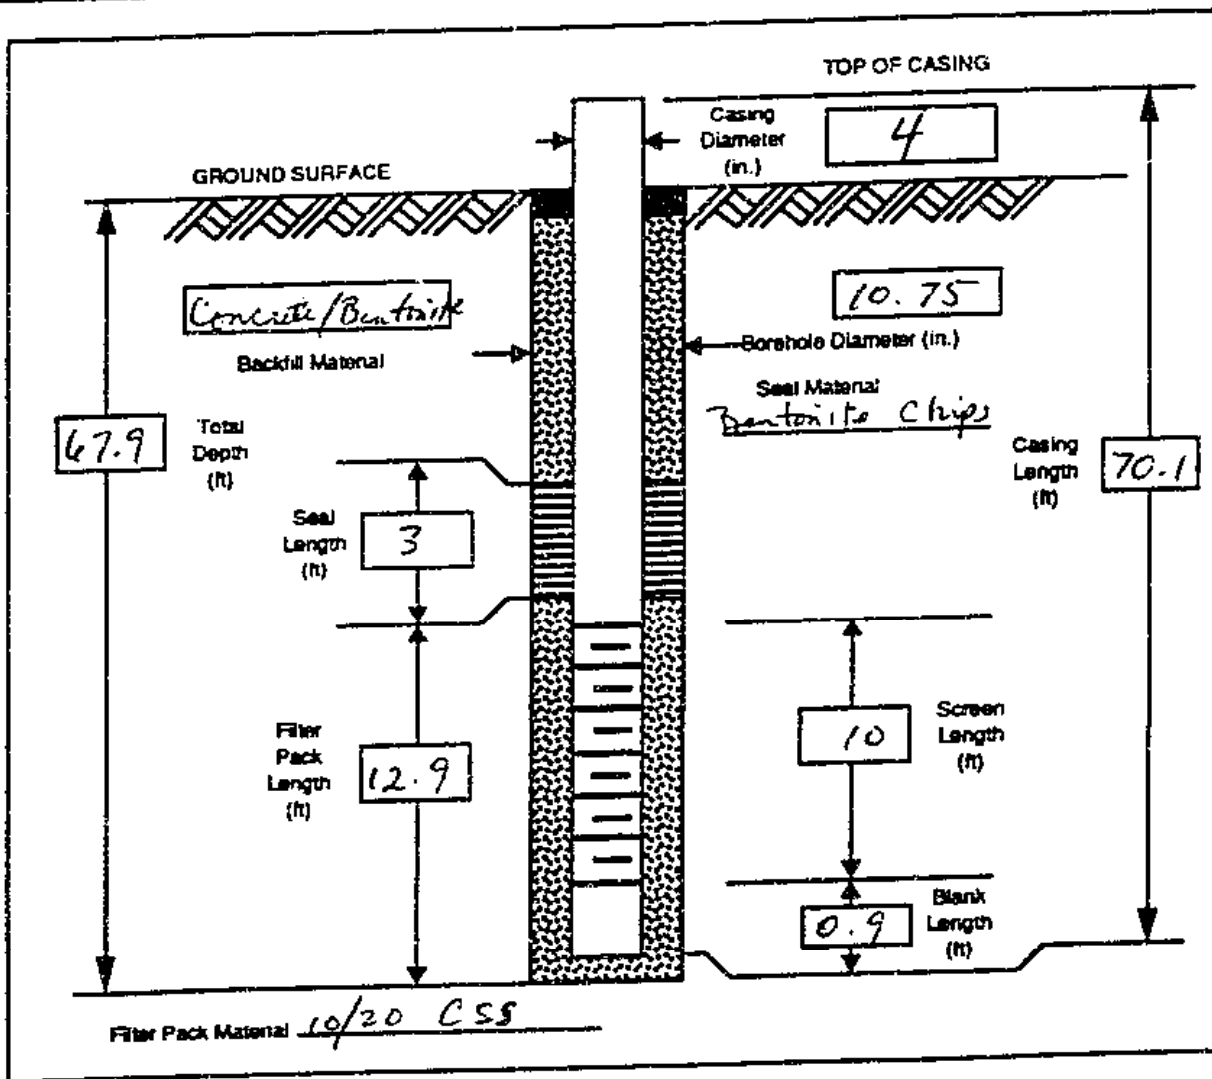 TOP OF CASING
Casing
Diameter
(in.)
4
GROUND SURFACE
Concrete/Bentonite
Backfill Material
10.75
Borehole Diameter (in.)
Seal Material
Bentonite Chips
67.9
Total
Depth
(ft)
Casing
Length
(ft)
70.1
Seal
Length
(ft)
3
Filter
Pack
Length
(ft)
12.9
10
Screen
Length
(ft)
0.9
Blank
Length
(ft)
Filter Pack Material 10/20 CSS